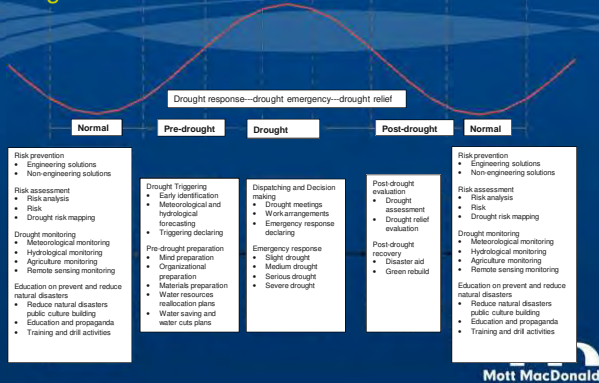 Drought response---drought emergency---drought relief
Normal
Pre-drought
Drought
Post-drought
Normal
Risk prevention
• Engineering solutions
• Non-engineering solutions
Risk assessment
• Risk analysis
• Risk
• Drought risk mapping
Drought monitoring
• Meteorological monitoring
• Hydrological monitoring
• Agriculture monitoring
• Remote sensing monitoring
Education on prevent and reduce
natural disasters
• Reduce natural disasters
public culture building
• Education and propaganda
• Training and drill activities
Drought Triggering
• Early identification
• Meteorological and
hydrological
forecasting
• Triggering declaring
Pre-drought preparation
• Mind preparation
• Organizational
preparation
• Materials preparation
• Water resources
reallocation plans
• Water saving and
water cuts plans
Dispatching and Decision
making
• Drought meetings
• Work arrangements
• Emergency response
declaring
Emergency response
• Slight drought
• Medium drought
• Serious drought
• Severe drought
Post-drought
evaluation
• Drought
assessment
• Drought relief
evaluation
Post-drought
recovery
• Disaster aid
• Green rebuild
Risk prevention
• Engineering solutions
• Non-engineering solutions
Risk assessment
• Risk analysis
• Risk
• Drought risk mapping
Drought monitoring
• Meteorological monitoring
• Hydrological monitoring
• Agriculture monitoring
• Remote sensing monitoring
Education on prevent and reduce
natural disasters
• Reduce natural disasters
public culture building
• Education and propaganda
• Training and drill activities
Mott MacDonald